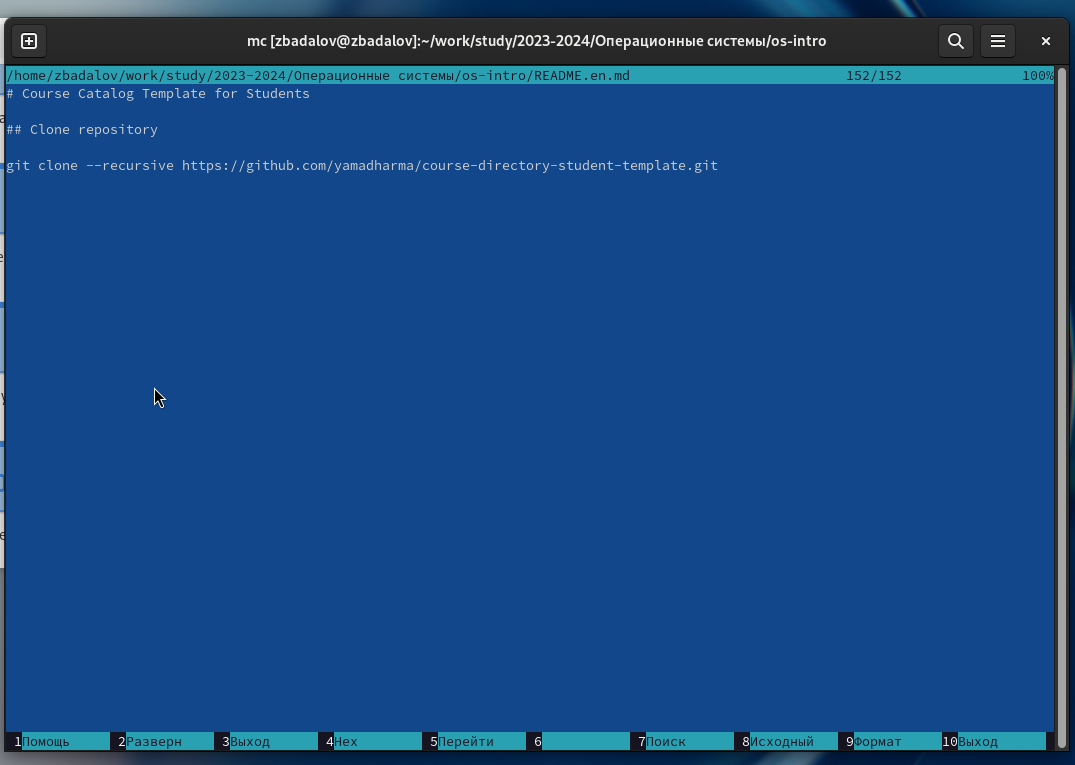 mc [zbadalov@zbadalov]:~/work/study/2023-2024/Операционные системы/os-intro
/home/zbadalov/work/study/2023-2024/Операционные системы/os-intro/README.en.md 152/152 100%
# Course Catalog Template for Students
## Clone repository
git clone --recursive https://github.com/yamadharma/course-directory-student-template.git
1Помощь 2Разверн 3Выход 4Hex 5Перейти 6 7Поиск 8Исходный 9Формат 10Выход